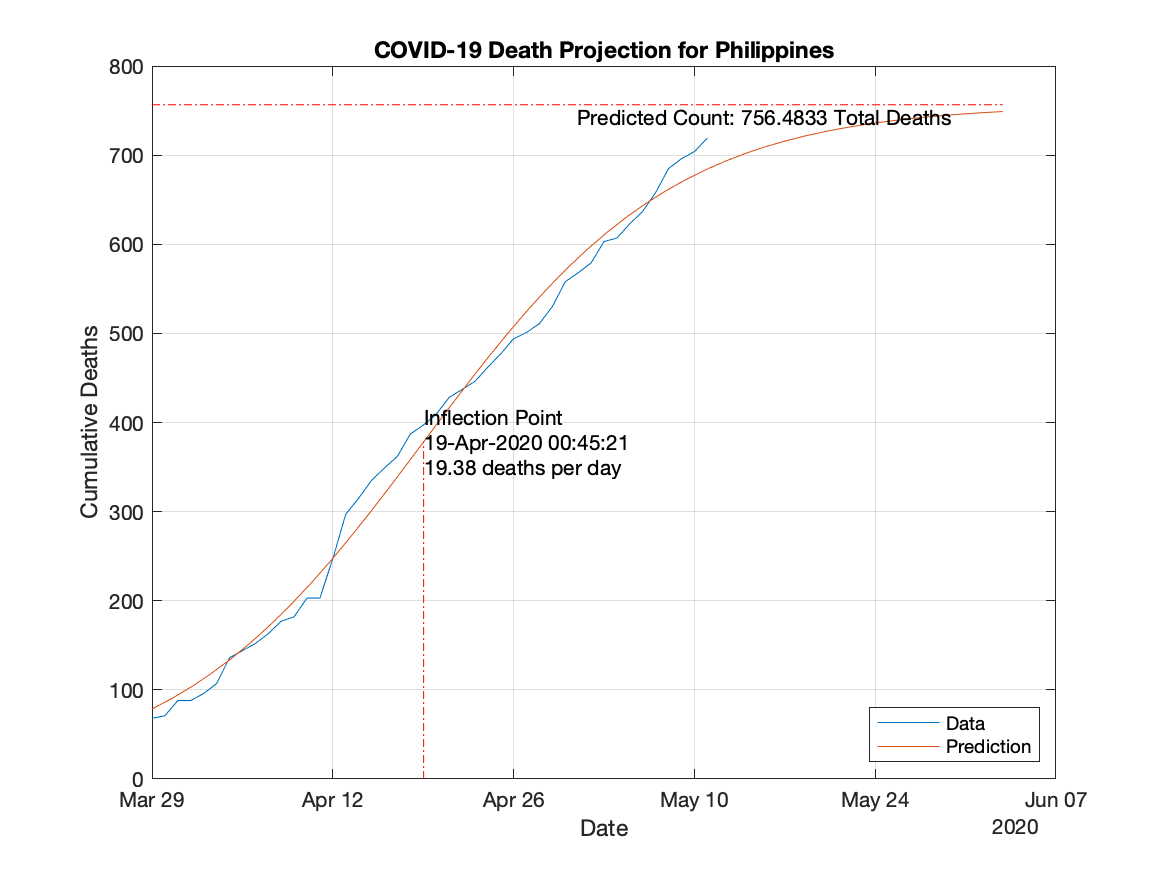 COVID-19 Death Projection for Philippines
800
700
600
500
400
300
200
100
0
Cumulative Deaths
Predicted Count: 756.4833 Total Deaths
Inflection Point
19-Apr-2020 00:45:21
19.38 deaths per day
Data
Prediction
Mar 29
Apr 12
Apr 26
May 10
May 24
Jun 07
Date
2020